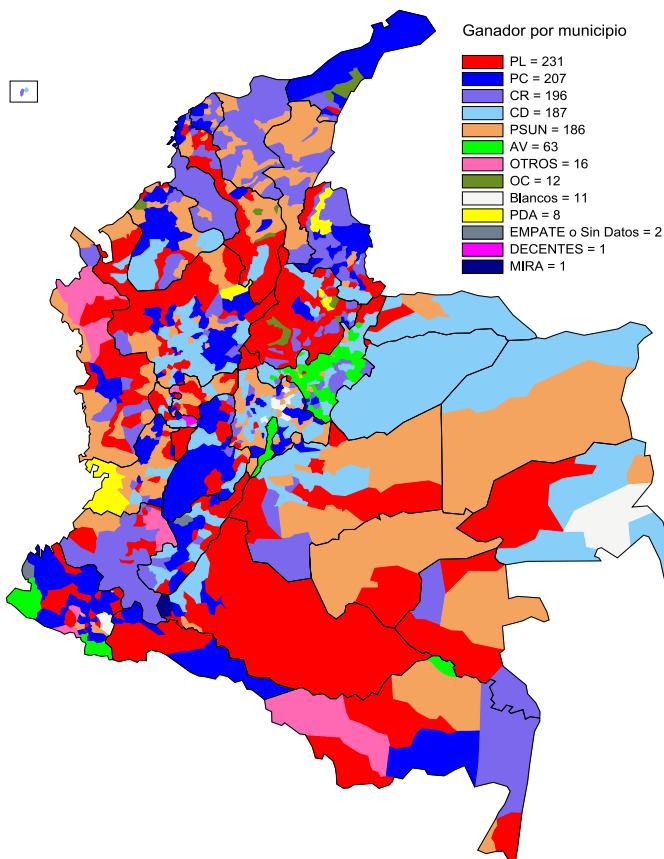 Ganador por municipio
PL = 231
PC = 207
CR = 196
CD = 187
PSUN = 186
AV = 63
OTROS = 16
OC = 12
Blancos = 11
PDA = 8
EMPATE o Sin Datos = 2
DECENTES = 1
MIRA = 1